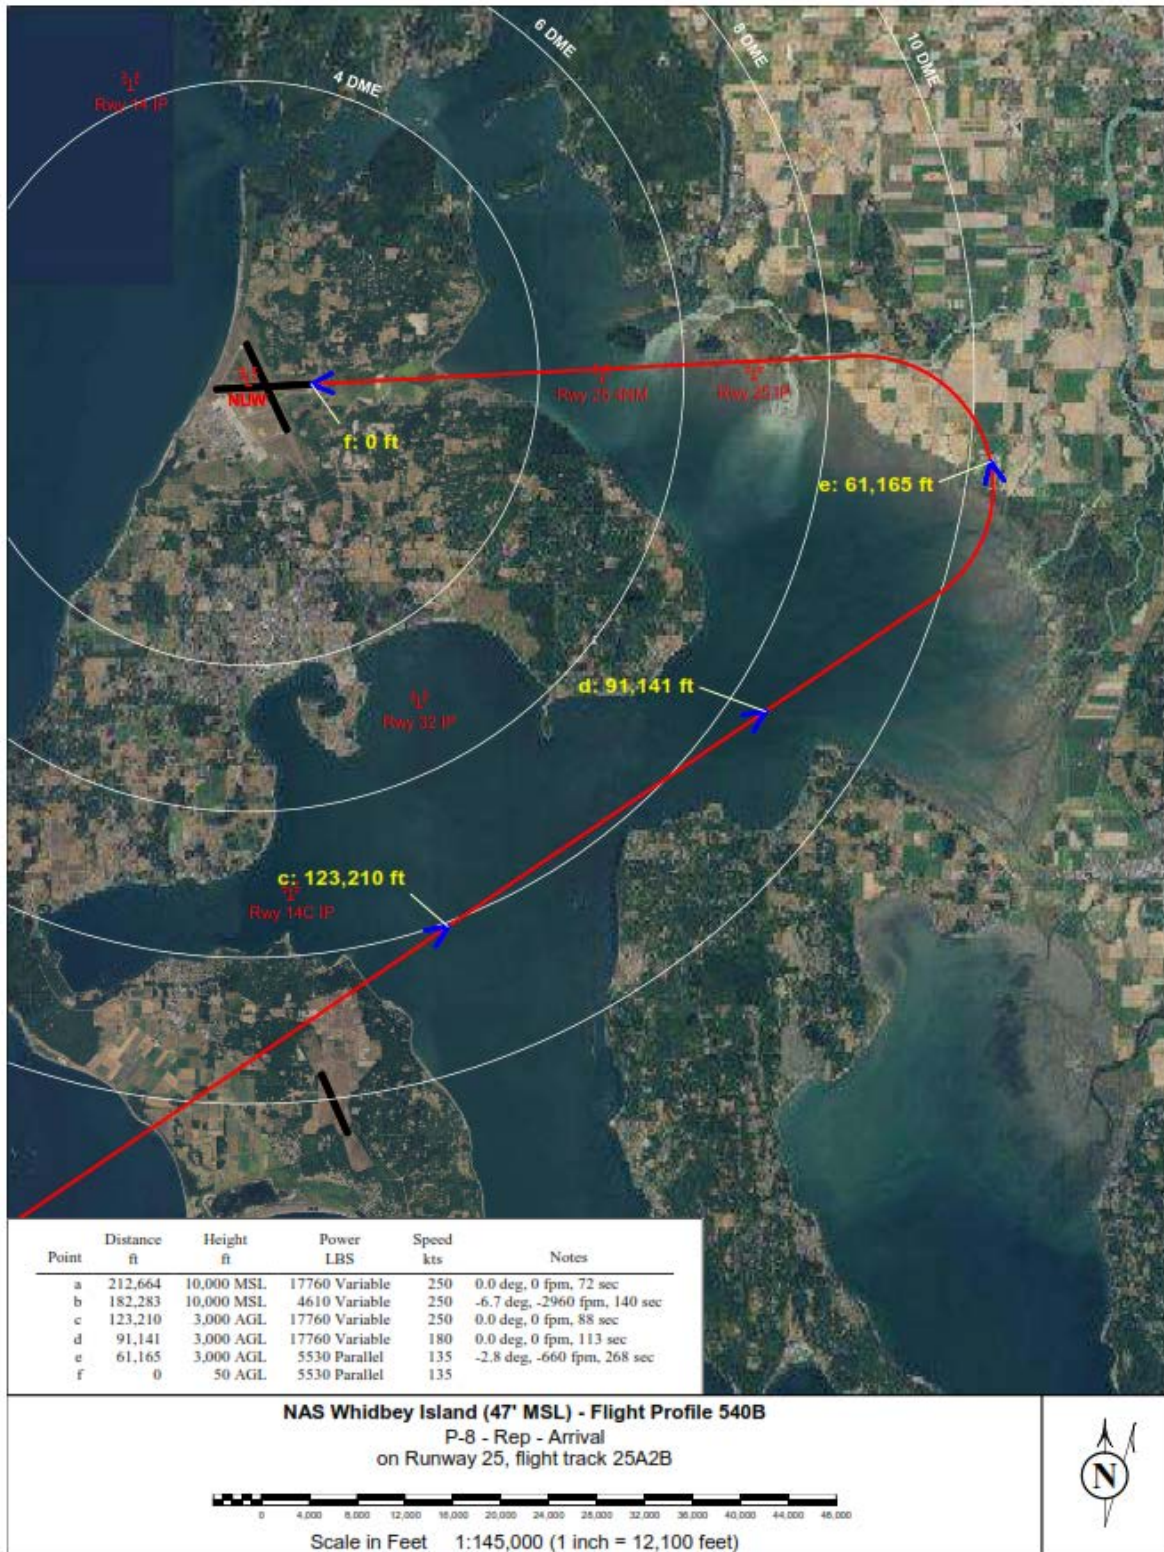 4 DME
6 DME
8 DME
10 DME
Rwy 14 IP
NUW
Rwy 25 4NM
Rwy 25 IP
f: 0 ft
e: 61,165 ft
d: 91,141 ft
Rwy 32 IP
c: 123,210 ft
Rwy 14C IP
Point Distance ft Height ft Power LBS Speed kts Notes
a 212,664 10,000 MSL 17760 Variable 250 0.0 deg, 0 fpm, 72 sec
b 182,283 10,000 MSL 4610 Variable 250 -6.7 deg, -2960 fpm, 140 sec
c 123,210 3,000 AGL 17760 Variable 250 0.0 deg, 0 fpm, 88 sec
d 91,141 3,000 AGL 17760 Variable 180 0.0 deg, 0 fpm, 113 sec
e 61,165 3,000 AGL 5530 Parallel 135 -2.8 deg, -660 fpm, 268 sec
f 0 50 AGL 5530 Parallel 135
NAS Whidbey Island (47' MSL) - Flight Profile 540B
P-8 - Rep - Arrival
on Runway 25, flight track 25A2B
0 4,000 8,000 12,000 16,000 20,000 24,000 28,000 32,000 36,000 40,000 44,000 48,000
Scale in Feet 1:145,000 (1 inch = 12,100 feet)
N